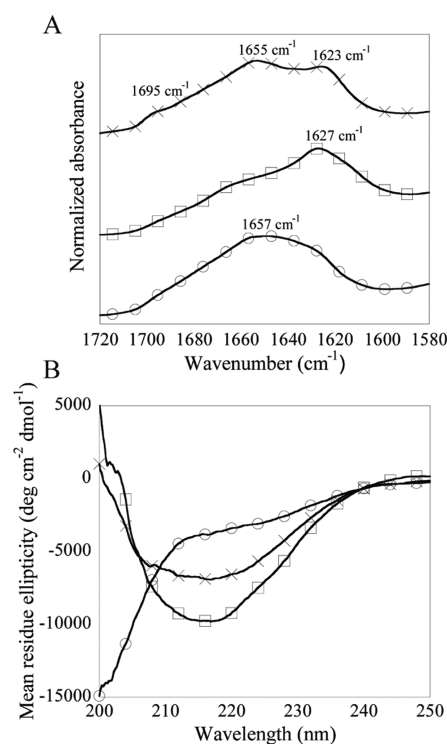 A
1655 cm-1
1623 cm-1
1695 cm-1
1627 cm-1
1657 cm-1
Normalized absorbance
1720 1700 1680 1660 1640 1620 1600 1580
Wavenumber (cm-1)
B
5000
0
-5000
-10000
-15000
Mean residue ellipticity (deg cm-2 dmol-1)
200 210 220 230 240 250
Wavelength (nm)